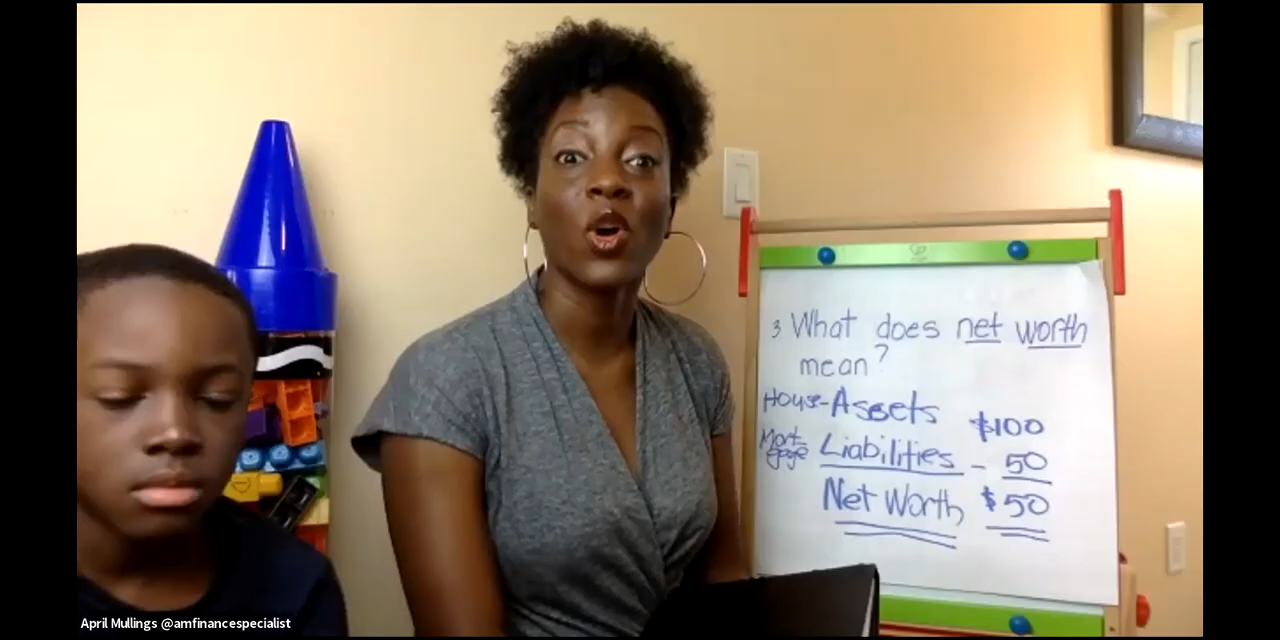 3 What does net worth
mean?
House - Assets $100
Mortgage Liabilities - 50
Net Worth $50
April Mullings @amfinancespecialist